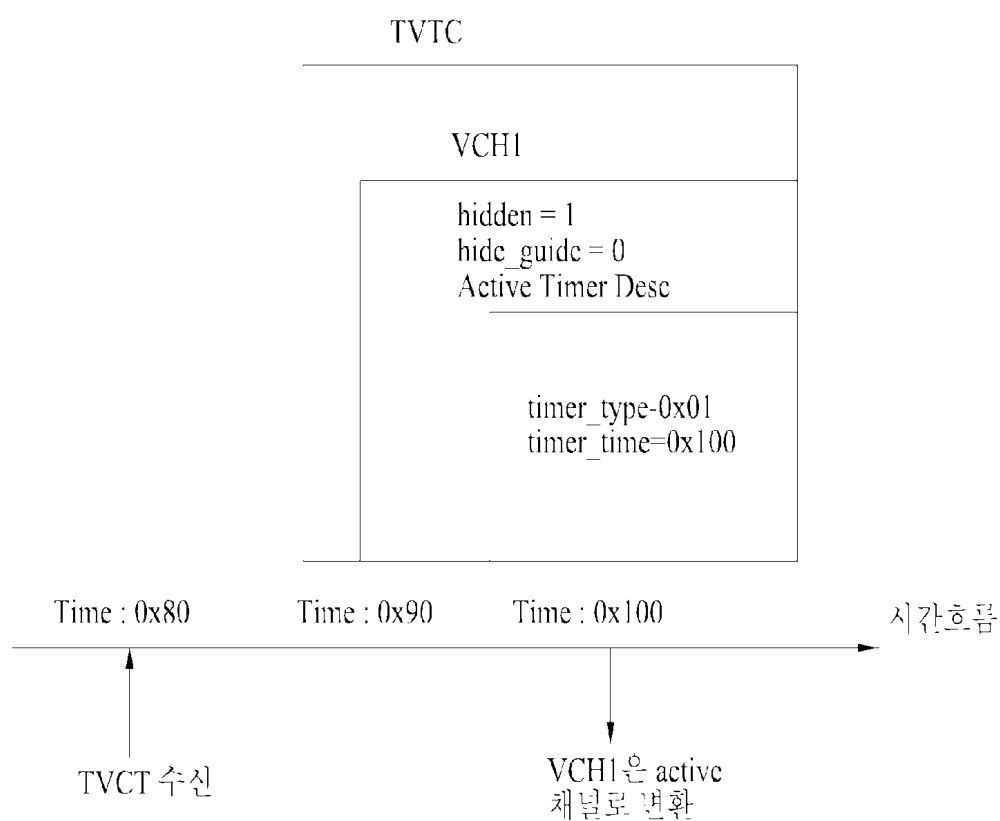 TVTC
VCH1
hidden = 1
hide_guide = 0
Active Timer Desc
timer_type-0x01
timer_time=0x100
Time : 0x80
Time : 0x90
Time : 0x100
시간흐름
TVCT 수신
VCH1은 active
채널로 변환